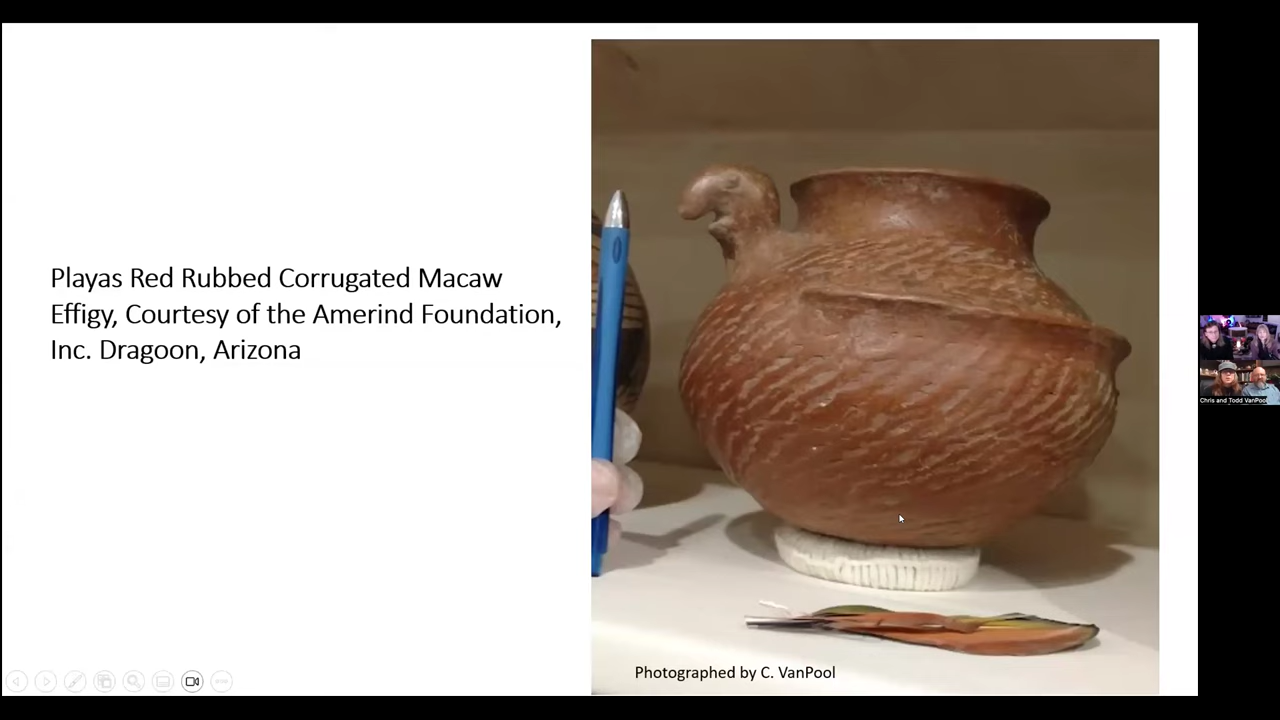 Playas Red Rubbed Corrugated Macaw
Effigy, Courtesy of the Amerind Foundation,
Inc. Dragoon, Arizona
Photographed by C. VanPool
Chris and Todd VanPool